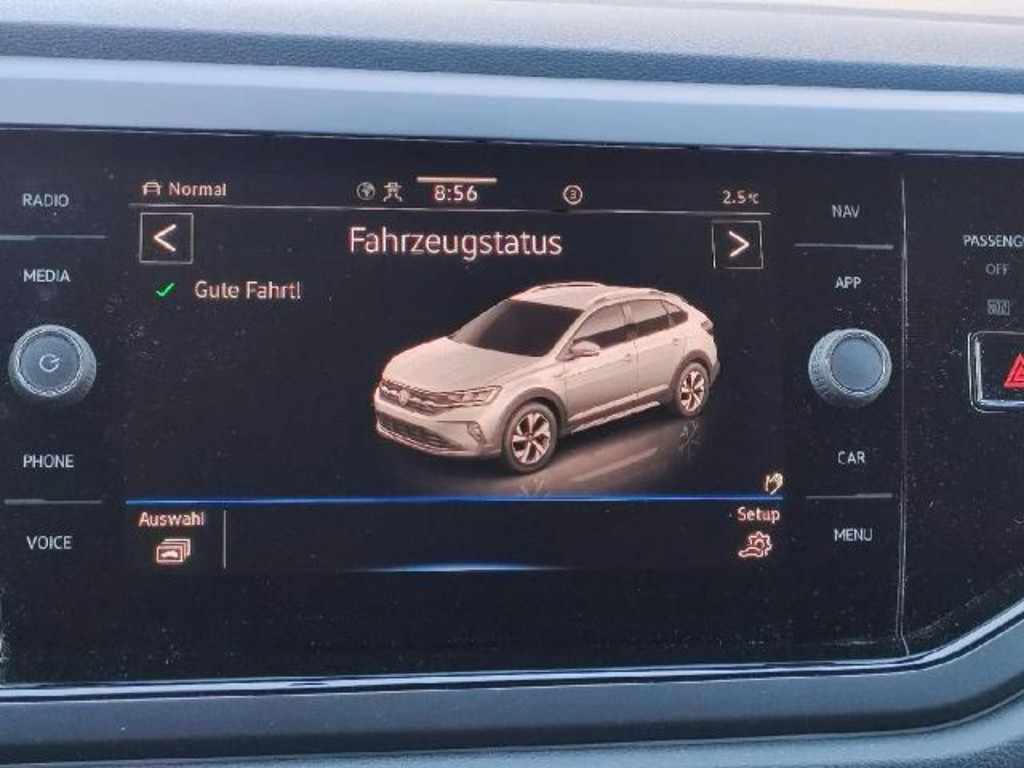 RADIO
MEDIA
PHONE
VOICE
Normal
8:56
3
2.5°C
<
Fahrzeugstatus
>
Gute Fahrt!
Auswahl
Setup
NAV
APP
CAR
MENU
PASSENG
OFF